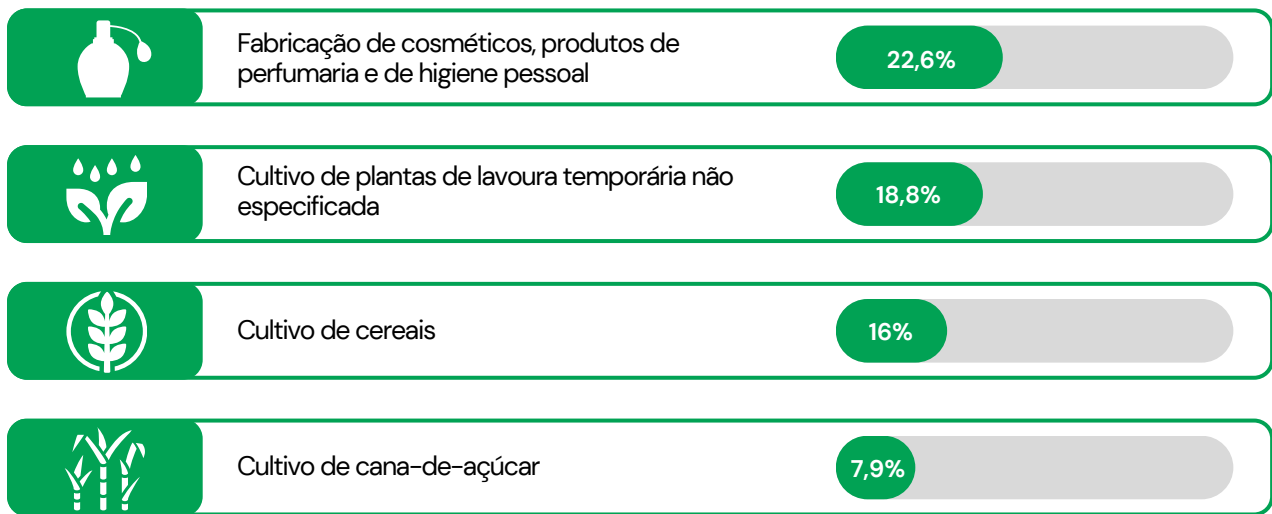 Fabricação de cosméticos, produtos de
perfumaria e de higiene pessoal
22,6%
Cultivo de plantas de lavoura temporária não
especificada
18,8%
Cultivo de cereais
16%
Cultivo de cana-de-açúcar
7,9%